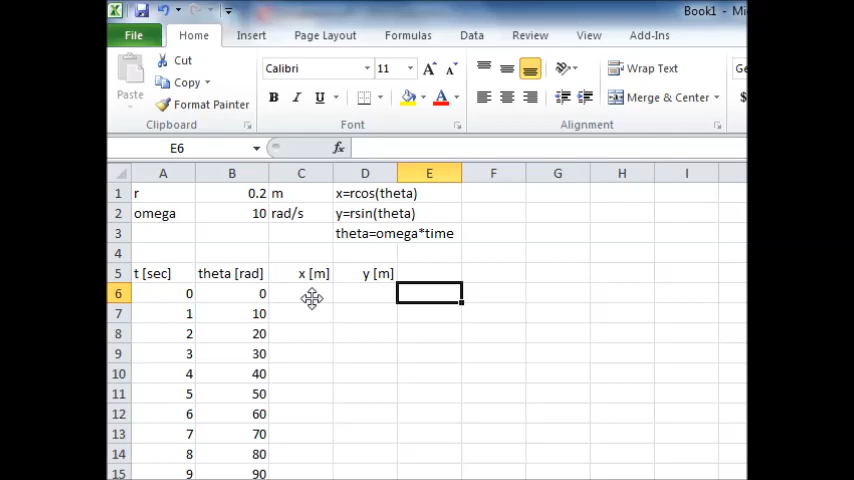 Book1 - Mi
File Home Insert Page Layout Formulas Data Review View Add-Ins
Paste
Cut
Copy
Format Painter
Calibri 11 A A
B I U A
Wrap Text
Merge & Center
Ge
$
Clipboard Font Alignment
E6 fx
A B C D E F G H I
1 r 0.2 m x=rcos(theta)
2 omega 10 rad/s y=rsin(theta)
3 theta=omega*time
4
5 t [sec] theta [rad] x [m] y [m]
6 0 0
7 1 10
8 2 20
9 3 30
10 4 40
11 5 50
12 6 60
13 7 70
14 8 80
15 9 90